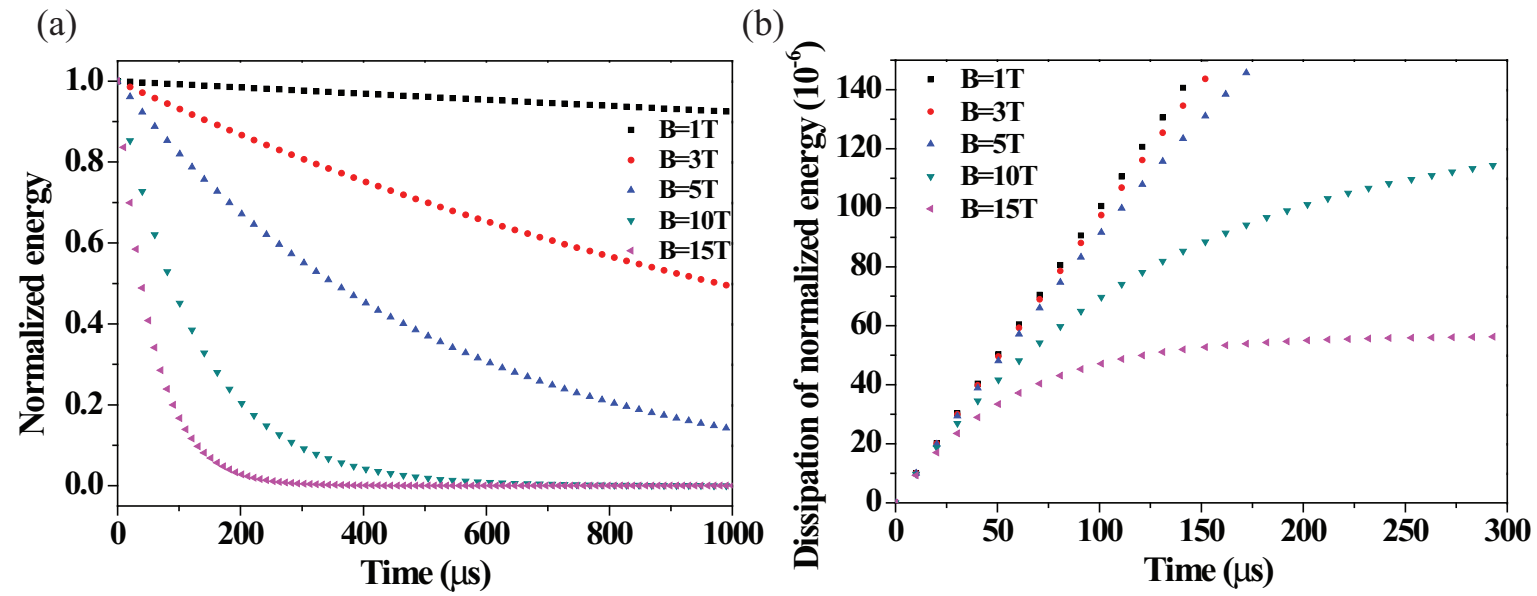 (a)
Normalized energy
1.0
0.8
0.6
0.4
0.2
0.0
B=1T
B=3T
B=5T
B=10T
B=15T
0 200 400 600 800 1000
Time (μs)
(b)
Dissipation of normalized energy (10⁻⁶)
140
120
100
80
60
40
20
0
B=1T
B=3T
B=5T
B=10T
B=15T
0 50 100 150 200 250 300
Time (μs)